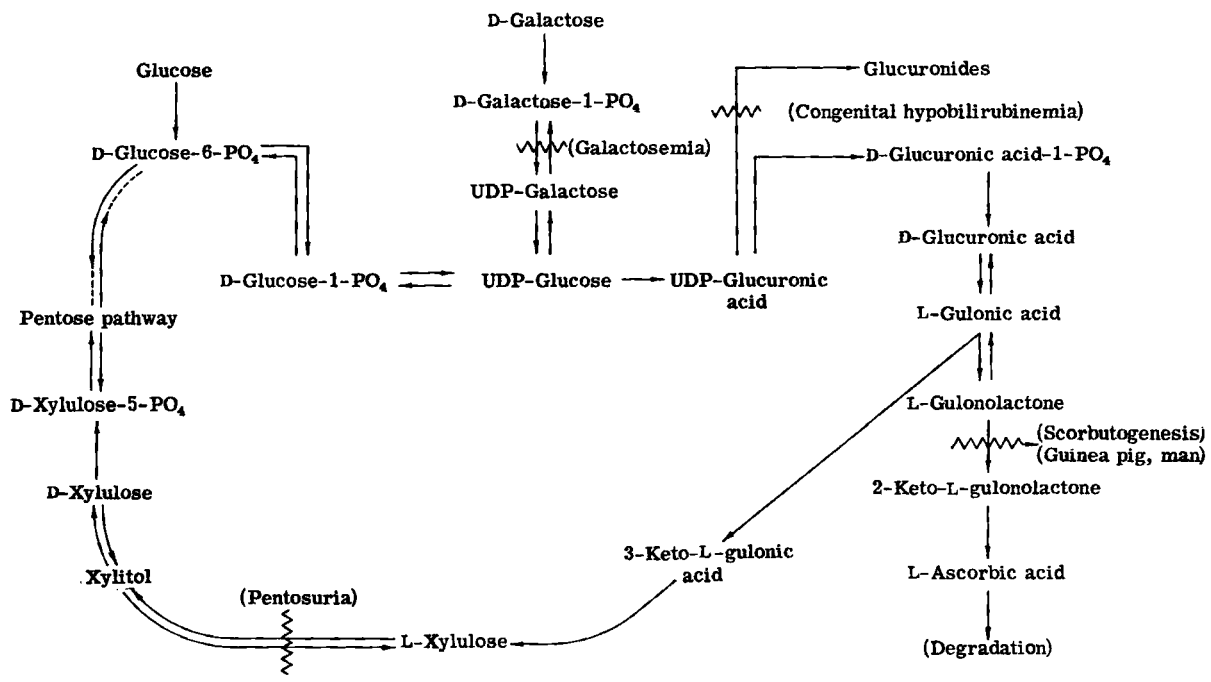 D-Galactose
Glucose
Glucuronides
D-Galactose-1-PO₄
(Congenital hypobilirubinemia)
D-Glucose-6-PO₄
(Galactosemia)
D-Glucuronic acid-1-PO₄
UDP-Galactose
D-Glucuronic acid
D-Glucose-1-PO₄
UDP-Glucose
UDP-Glucuronic
acid
L-Gulonic acid
Pentose pathway
D-Xylulose-5-PO₄
L-Gulonolactone
(Scorbutogenesis)
(Guinea pig, man)
D-Xylulose
2-Keto-L-gulonolactone
3-Keto-L-gulonic
acid
Xylitol
L-Ascorbic acid
(Pentosuria)
L-Xylulose
(Degradation)